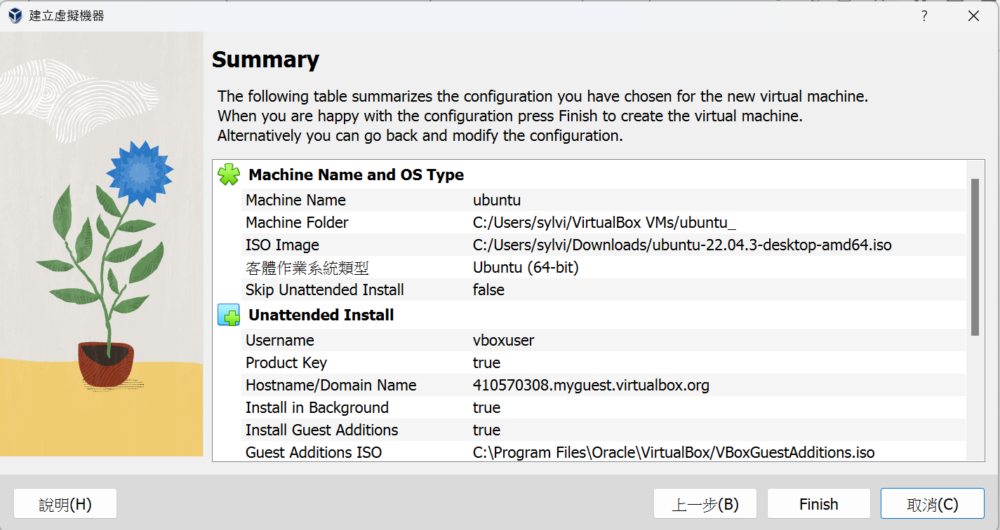 建立虛擬機器
?
Summary
The following table summarizes the configuration you have chosen for the new virtual machine.
When you are happy with the configuration press Finish to create the virtual machine.
Alternatively you can go back and modify the configuration.
Machine Name and OS Type
Machine Name ubuntu
Machine Folder C:/Users/sylvi/VirtualBox VMs/ubuntu_
ISO Image C:/Users/sylvi/Downloads/ubuntu-22.04.3-desktop-amd64.iso
客體作業系統類型 Ubuntu (64-bit)
Skip Unattended Install false
Unattended Install
Username vboxuser
Product Key true
Hostname/Domain Name 410570308.myguest.virtualbox.org
Install in Background true
Install Guest Additions true
Guest Additions ISO C:\Program Files\Oracle\VirtualBox/VBoxGuestAdditions.iso
說明(H) 上一步(B) Finish 取消(C)